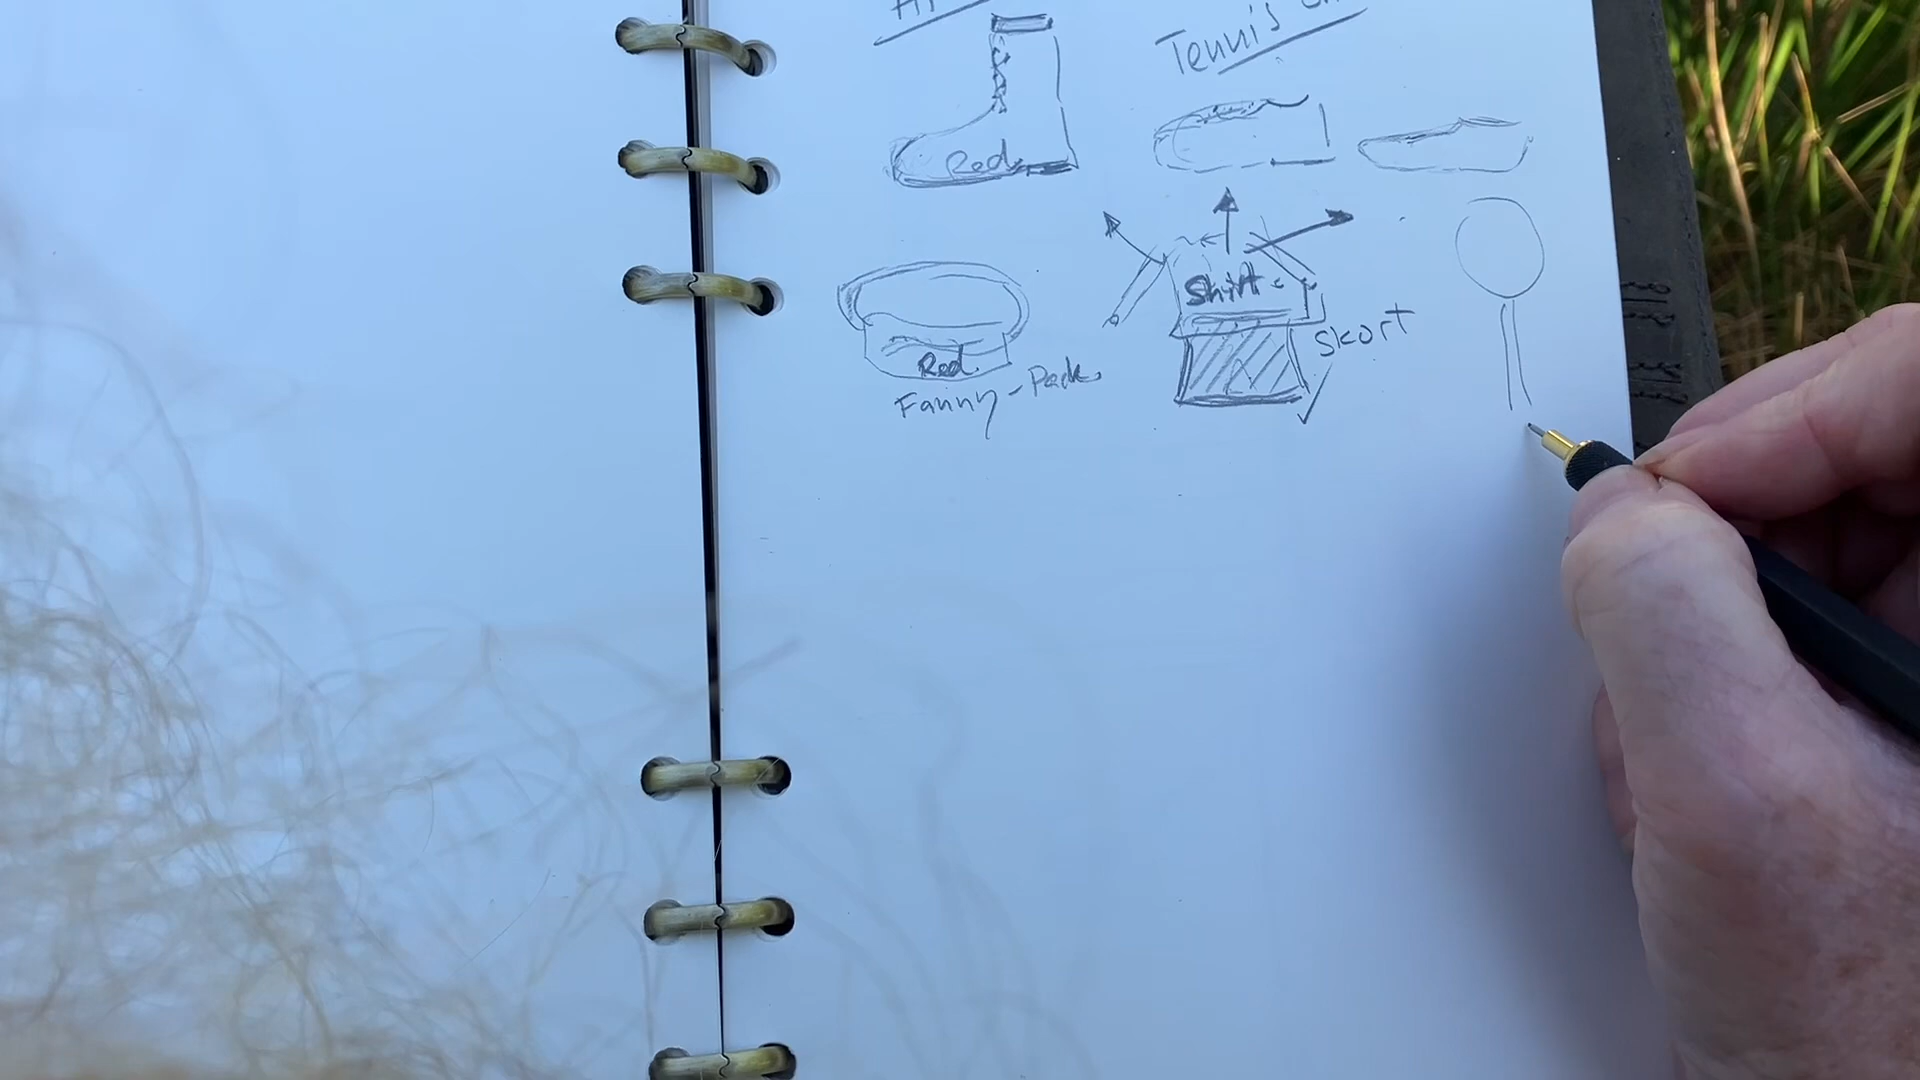 Tennis
Red
Shirt
Skort
Red
Fanny-Pack